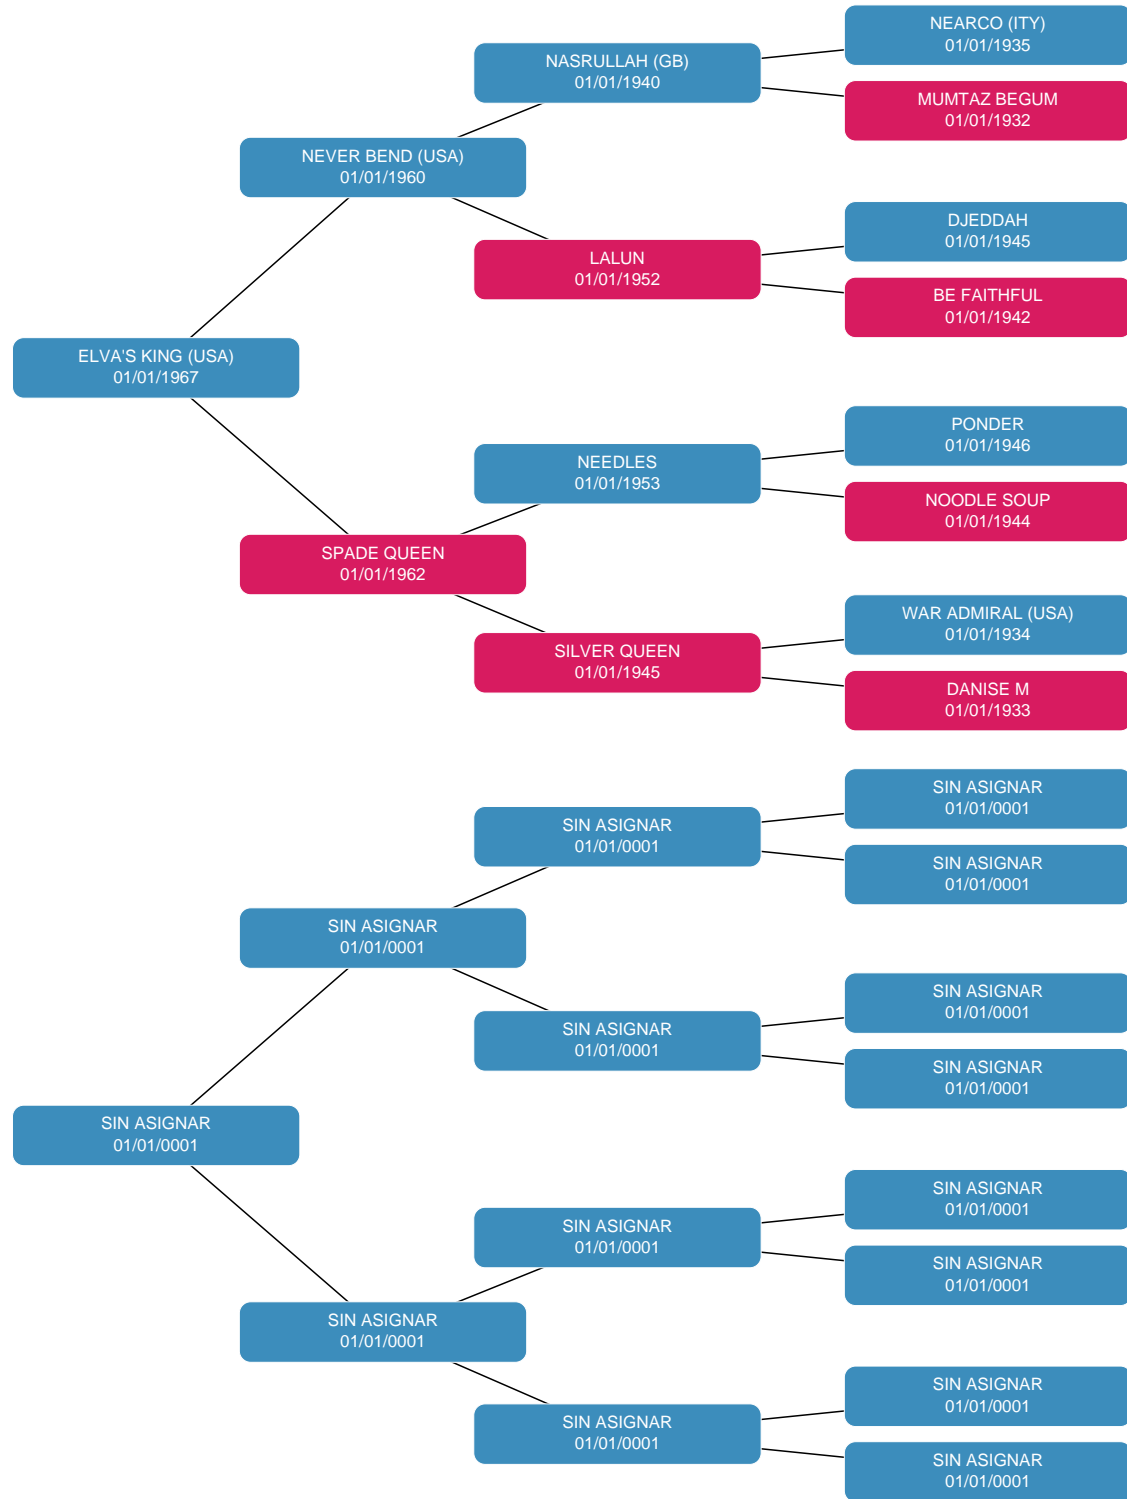 NEARCO (ITY)
01/01/1935
NASRULLAH (GB)
01/01/1940
MUMTAZ BEGUM
01/01/1932
NEVER BEND (USA)
01/01/1960
DJEDDAH
01/01/1945
LALUN
01/01/1952
BE FAITHFUL
01/01/1942
ELVA'S KING (USA)
01/01/1967
PONDER
01/01/1946
NEEDLES
01/01/1953
NOODLE SOUP
01/01/1944
SPADE QUEEN
01/01/1962
WAR ADMIRAL (USA)
01/01/1934
SILVER QUEEN
01/01/1945
DANISE M
01/01/1933
SIN ASIGNAR
01/01/0001
SIN ASIGNAR
01/01/0001
SIN ASIGNAR
01/01/0001
SIN ASIGNAR
01/01/0001
SIN ASIGNAR
01/01/0001
SIN ASIGNAR
01/01/0001
SIN ASIGNAR
01/01/0001
SIN ASIGNAR
01/01/0001
SIN ASIGNAR
01/01/0001
SIN ASIGNAR
01/01/0001
SIN ASIGNAR
01/01/0001
SIN ASIGNAR
01/01/0001
SIN ASIGNAR
01/01/0001
SIN ASIGNAR
01/01/0001
SIN ASIGNAR
01/01/0001